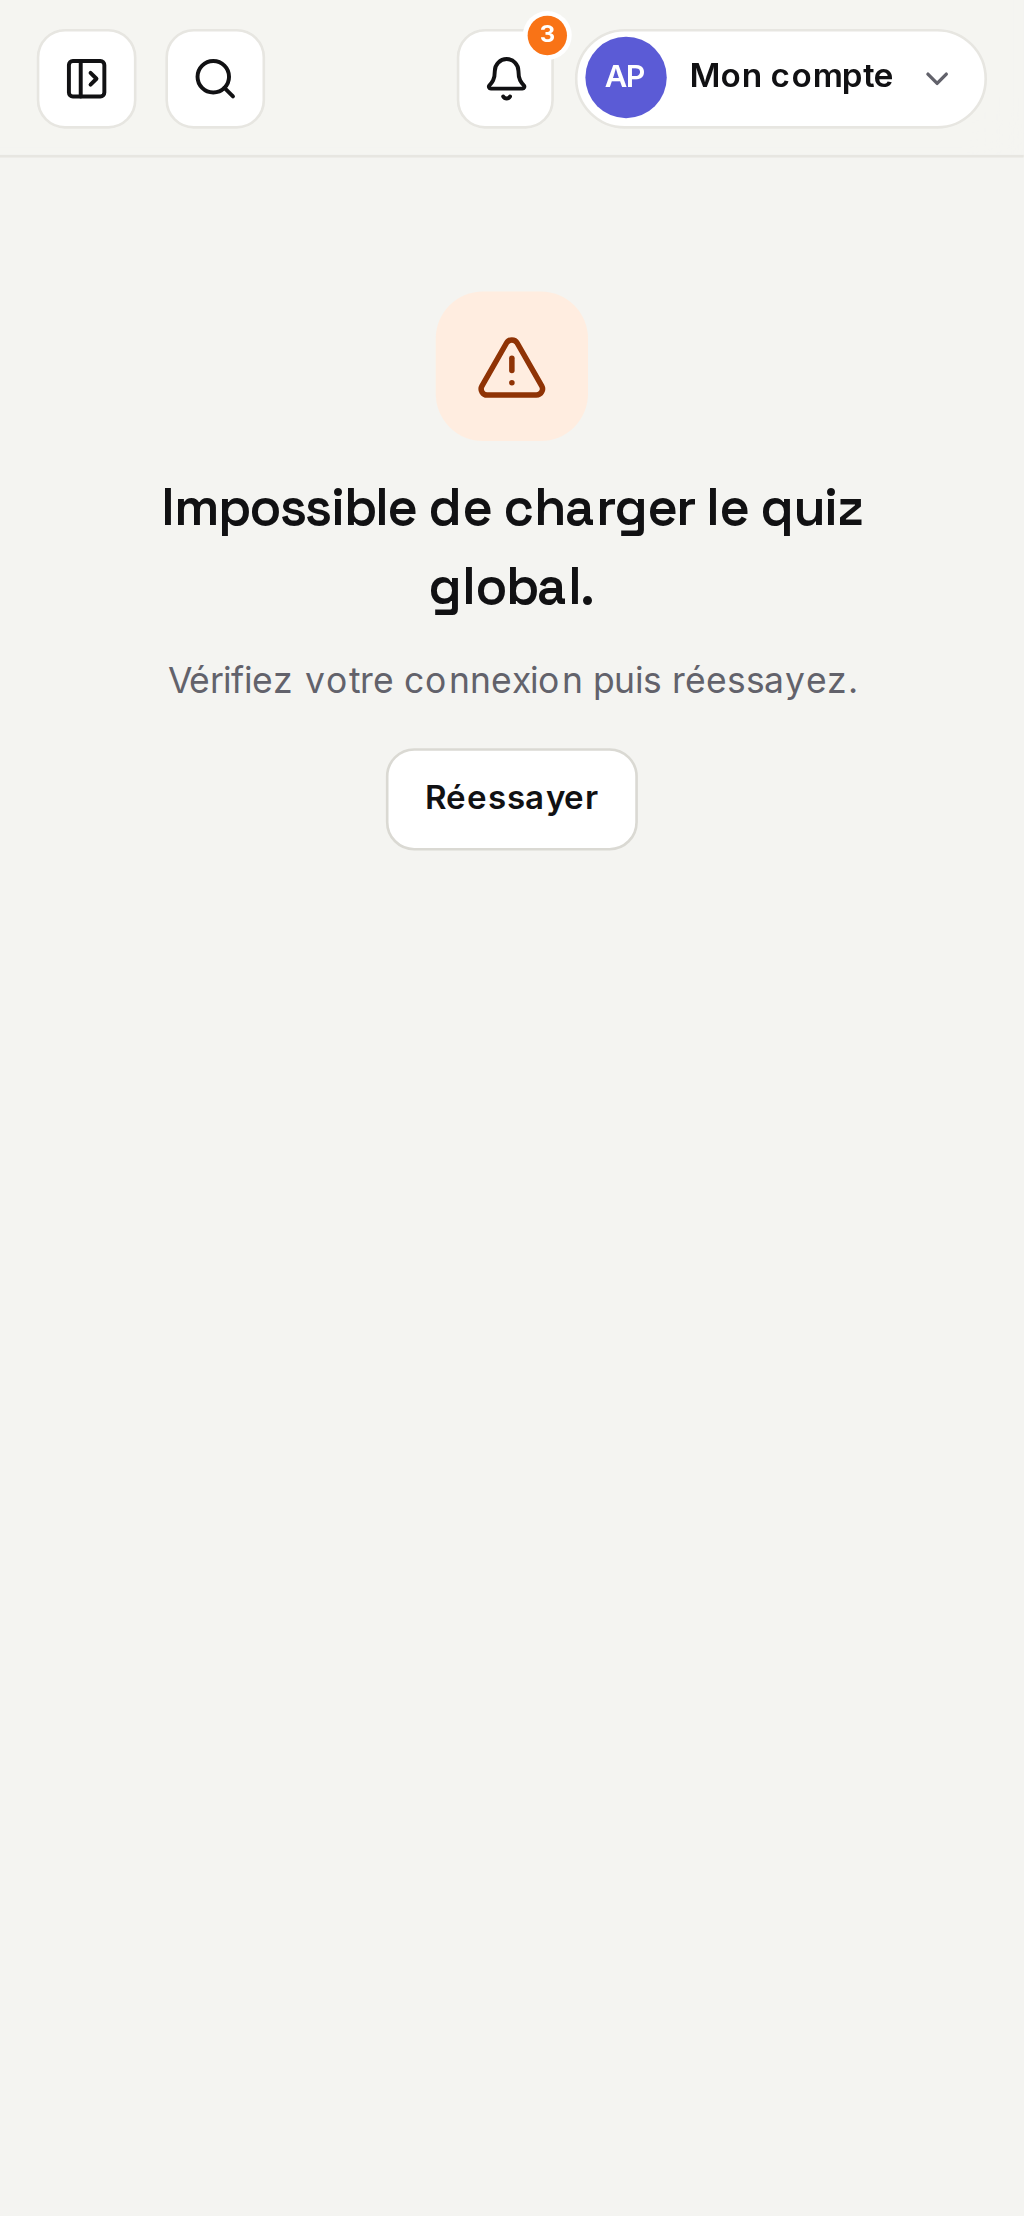 3
AP
Mon compte
Impossible de charger le quiz
global.
Vérifiez votre connexion puis réessayez.
Réessayer